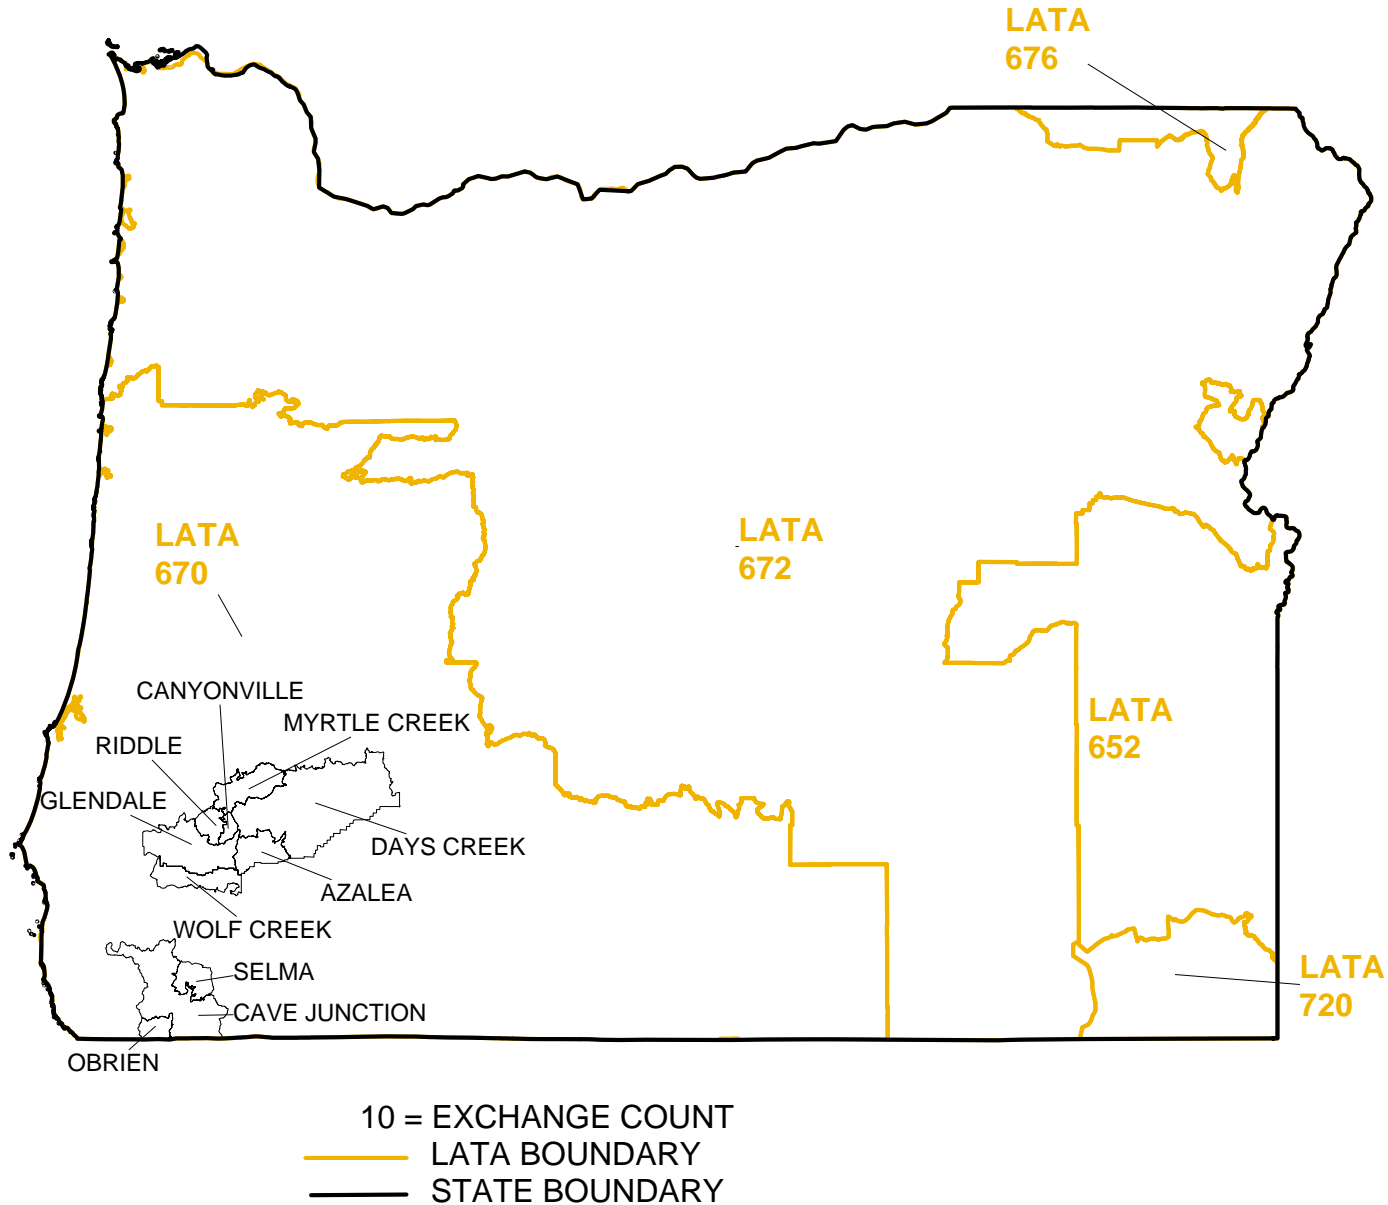 LATA
676
LATA
670
LATA
672
CANYONVILLE
MYRTLE CREEK
RIDDLE
GLENDALE
DAYS CREEK
AZALEA
WOLF CREEK
SELMA
CAVE JUNCTION
OBRIEN
LATA
652
LATA
720
10 = EXCHANGE COUNT
LATA BOUNDARY
STATE BOUNDARY